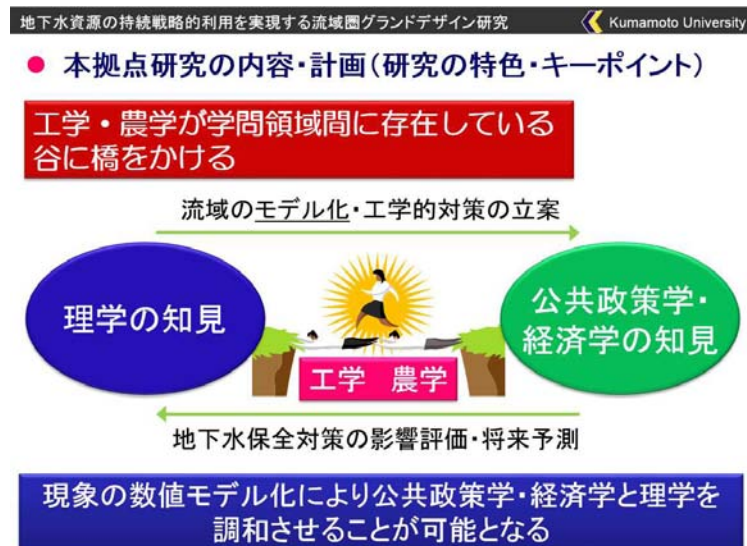 地下水資源の持続戦略的利用を実現する流域圏グランドデザイン研究
Kumamoto University
● 本拠点研究の内容・計画(研究の特色・キーポイント)
工学・農学が学問領域間に存在している
谷に橋をかける
流域のモデル化・工学的対策の立案
理学の知見
公共政策学・
経済学の知見
工学 農学
地下水保全対策の影響評価・将来予測
現象の数値モデル化により公共政策学・経済学と理学を
調和させることが可能となる